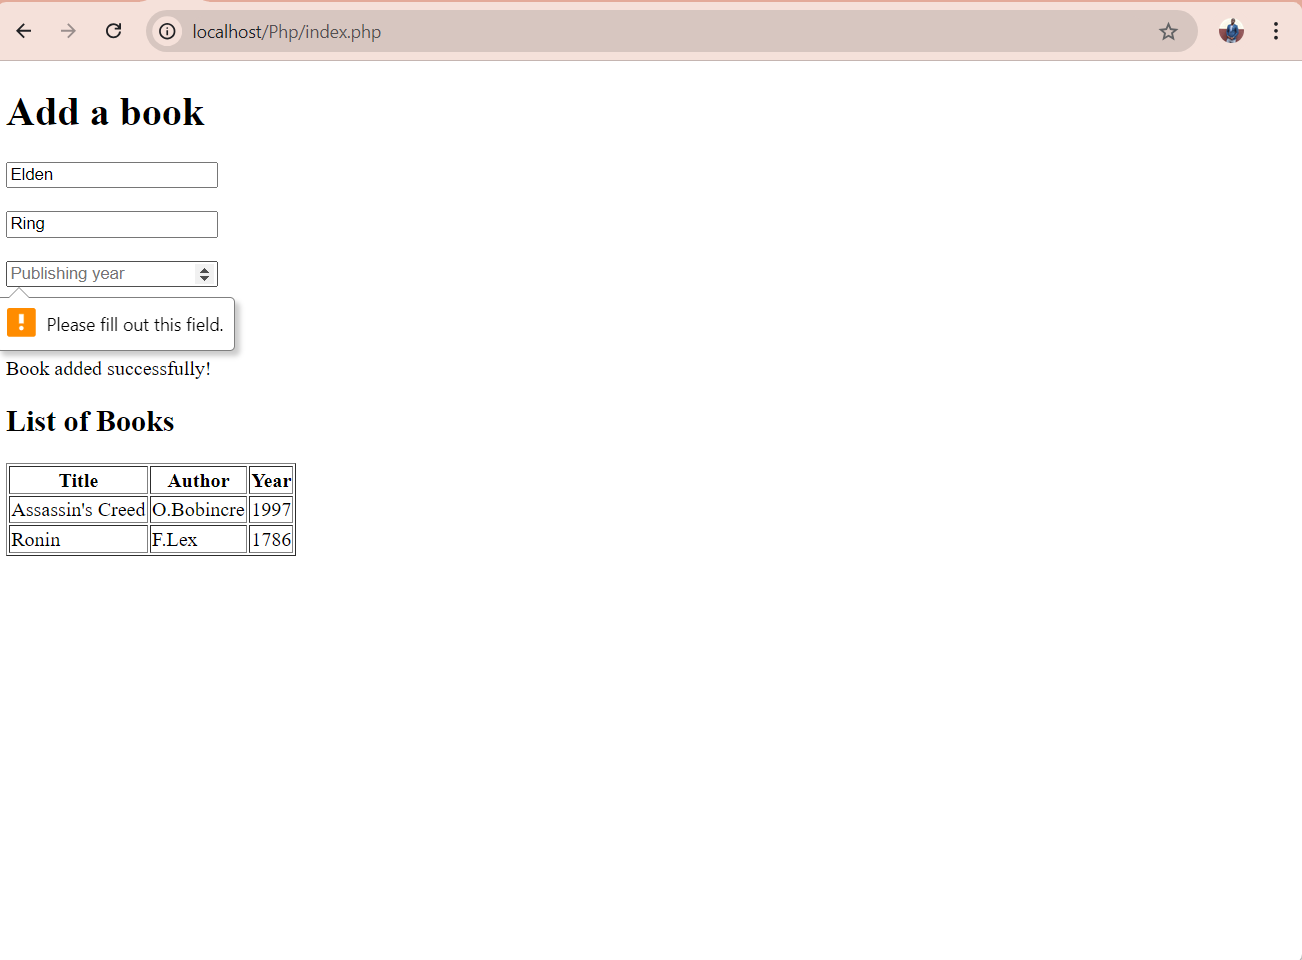 localhost/Php/index.php
Add a book
Elden
Ring
Publishing year
Please fill out this field.
Book added successfully!
List of Books
Title Author Year
Assassin's Creed O.Bobincre 1997
Ronin F.Lex 1786